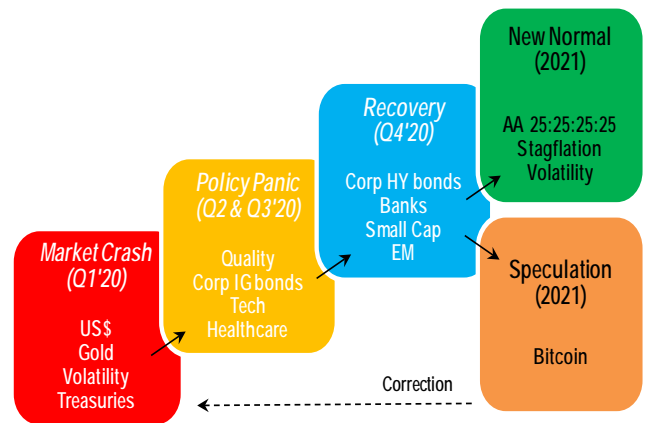 Market Crash
(Q1'20)
US$
Gold
Volatility
Treasuries
Policy Panic
(Q2 & Q3'20)
Quality
Corp IG bonds
Tech
Healthcare
Recovery
(Q4'20)
Corp HY bonds
Banks
Small Cap
EM
New Normal
(2021)
AA 25:25:25:25
Stagflation
Volatility
Speculation
(2021)
Bitcoin
Correction